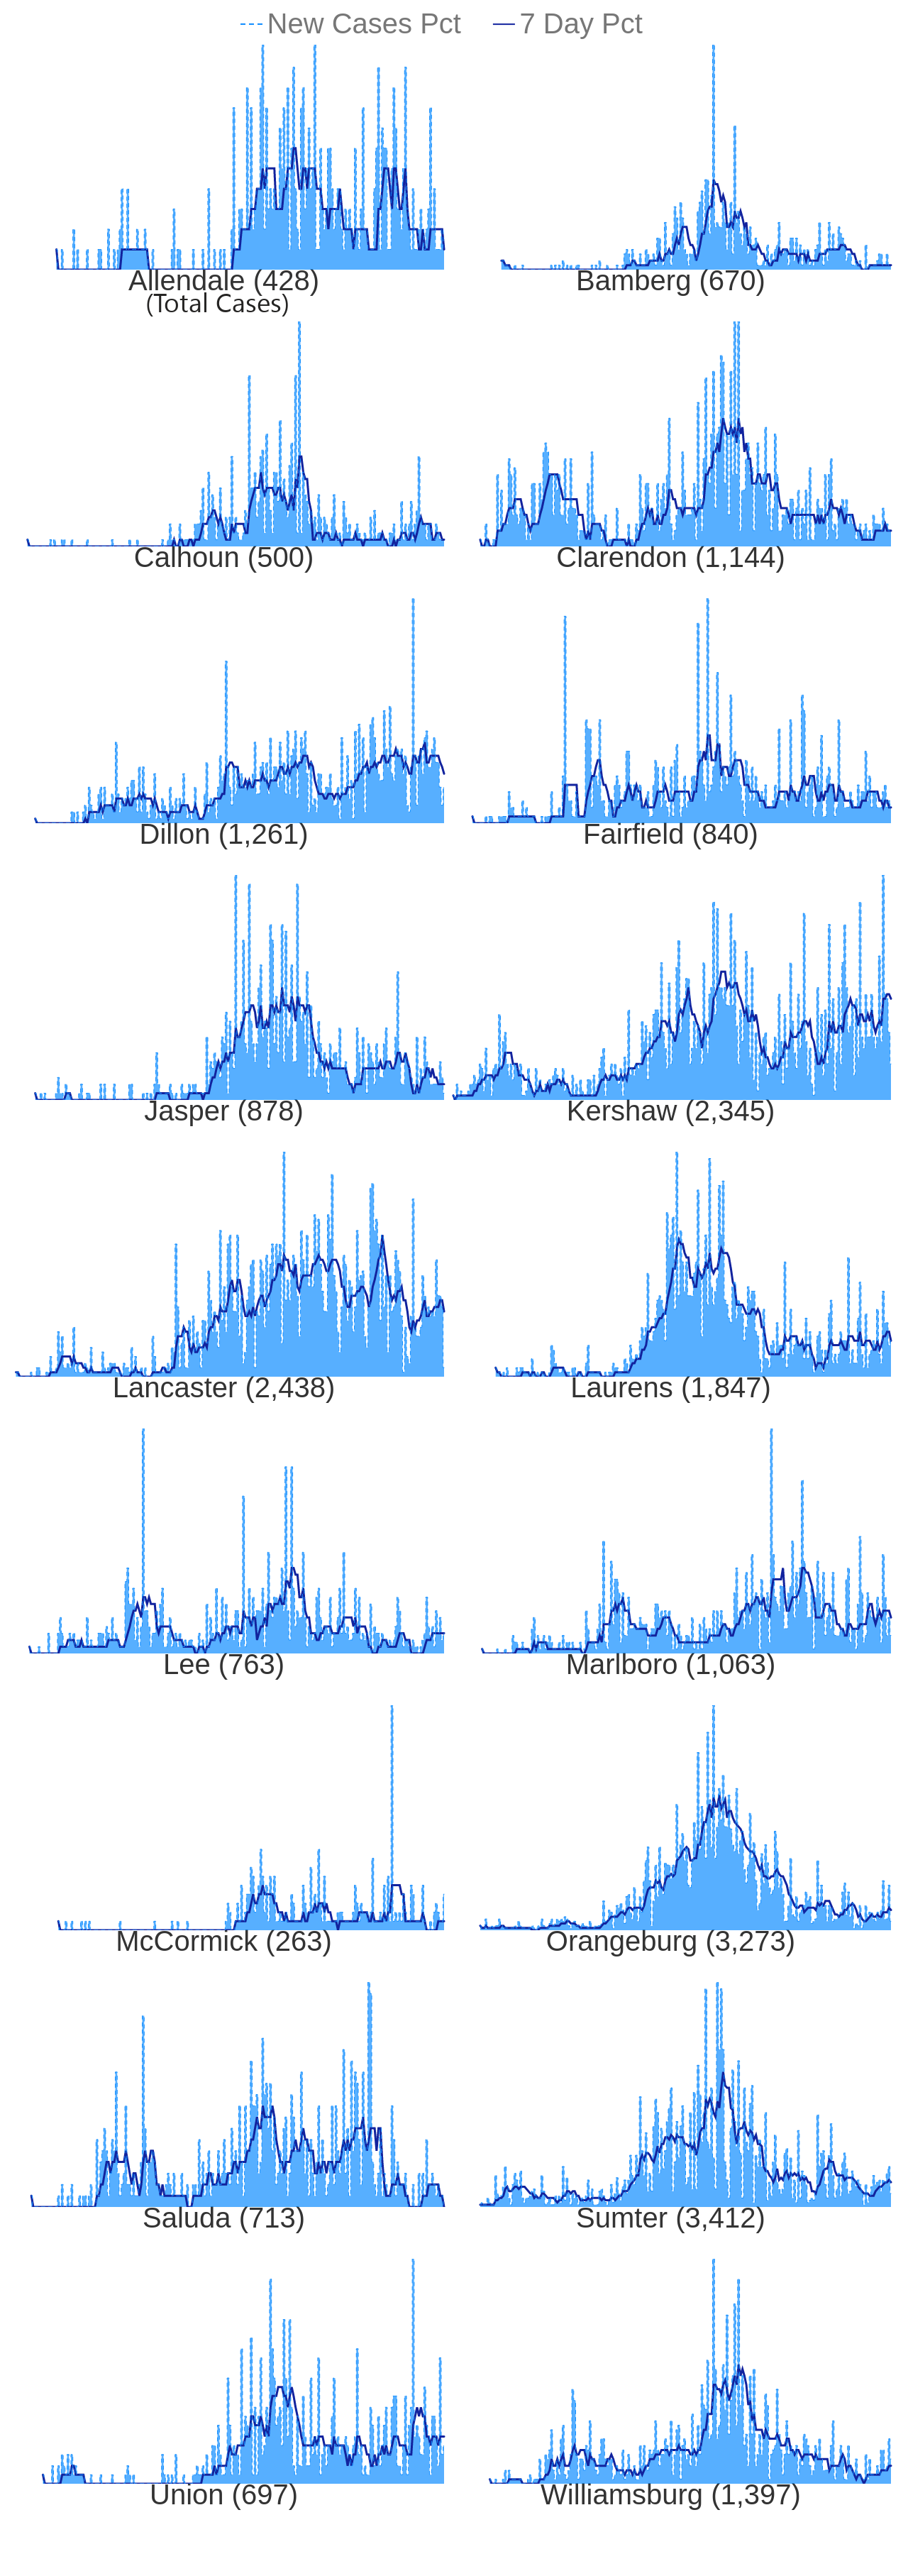 New Cases Pct 7 Day Pct
Allendale (428) Bamberg (670)
(Total Cases)
Calhoun (500) Clarendon (1,144)
Dillon (1,261) Fairfield (840)
Jasper (878) Kershaw (2,345)
Lancaster (2,438) Laurens (1,847)
Lee (763) Marlboro (1,063)
McCormick (263) Orangeburg (3,273)
Saluda (713) Sumter (3,412)
Union (697) Williamsburg (1,397)